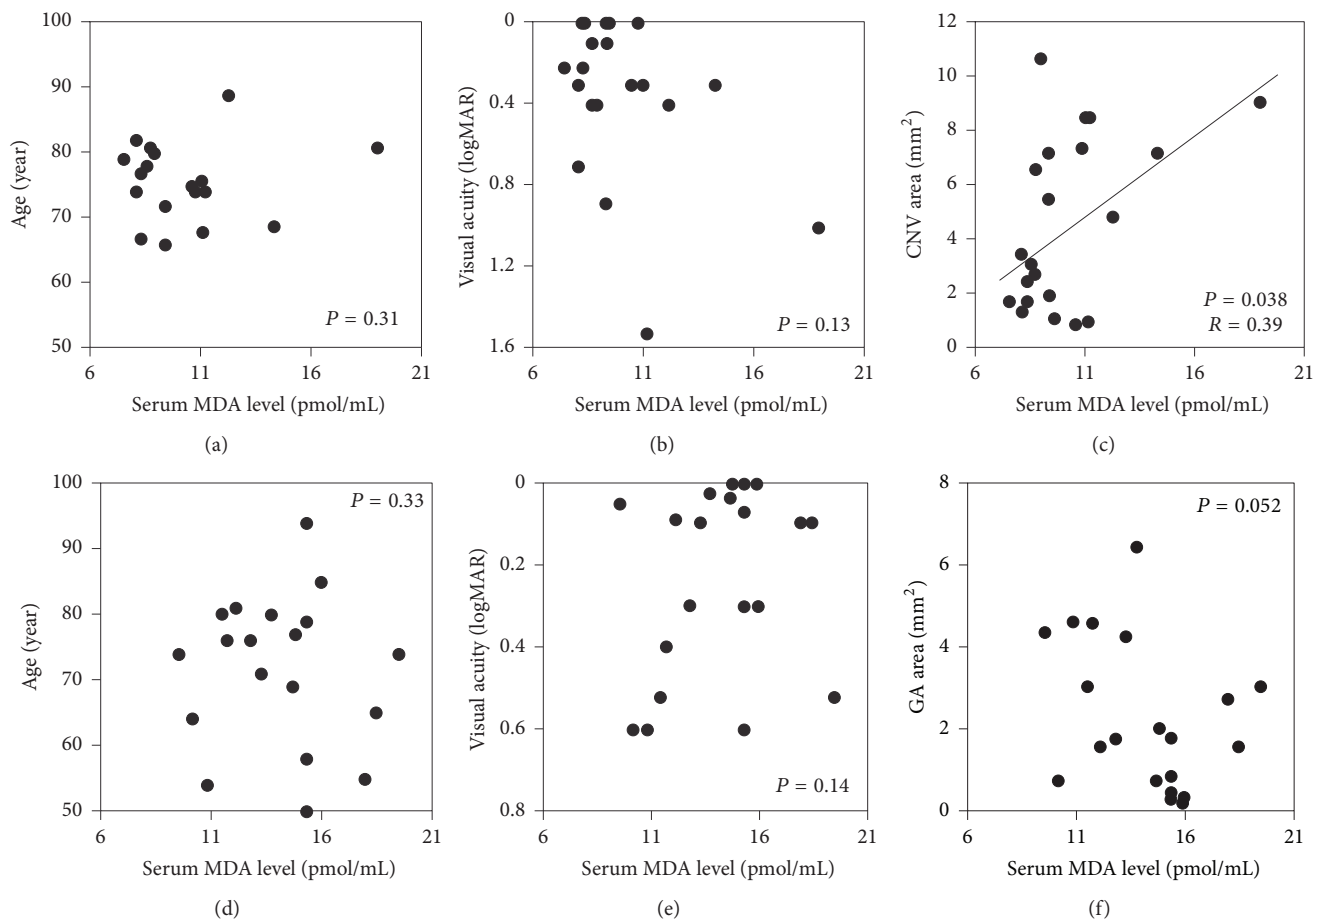 100
90
80
70
60
50
Age (year)
6 11 16 21
Serum MDA level (pmol/mL)
P = 0.31
(a)
0
0.4
0.8
1.2
1.6
Visual acuity (logMAR)
6 11 16 21
Serum MDA level (pmol/mL)
P = 0.13
(b)
12
10
8
6
4
2
0
CNV area (mm²)
6 11 16 21
Serum MDA level (pmol/mL)
P = 0.038
R = 0.39
(c)
100
90
80
70
60
50
Age (year)
6 11 16 21
Serum MDA level (pmol/mL)
P = 0.33
(d)
0
0.2
0.4
0.6
0.8
Visual acuity (logMAR)
6 11 16 21
Serum MDA level (pmol/mL)
P = 0.14
(e)
8
6
4
2
0
GA area (mm²)
6 11 16 21
Serum MDA level (pmol/mL)
P = 0.052
(f)